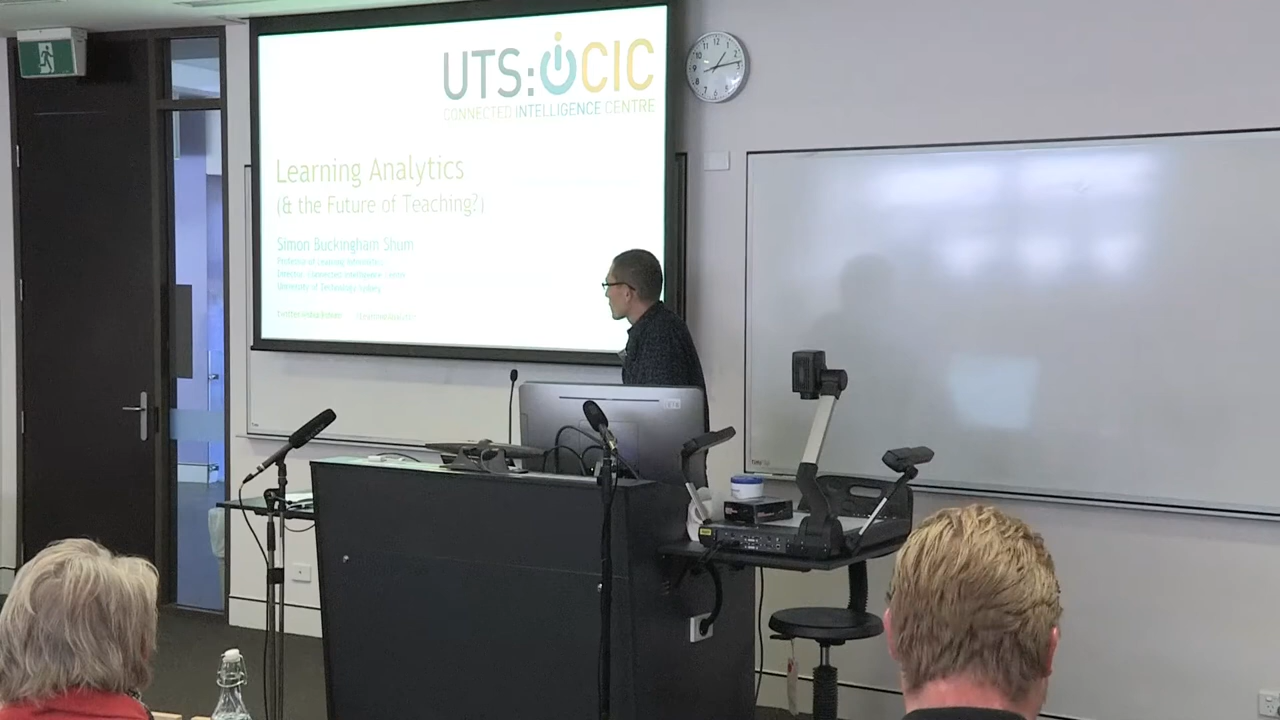 UTS: CIC
CONNECTED INTELLIGENCE CENTRE
Learning Analytics
(& the Future of Teaching?)
Simon Buckingham Shum
Professor of Learning Informatics
Director, Connected Intelligence Centre
University of Technology Sydney